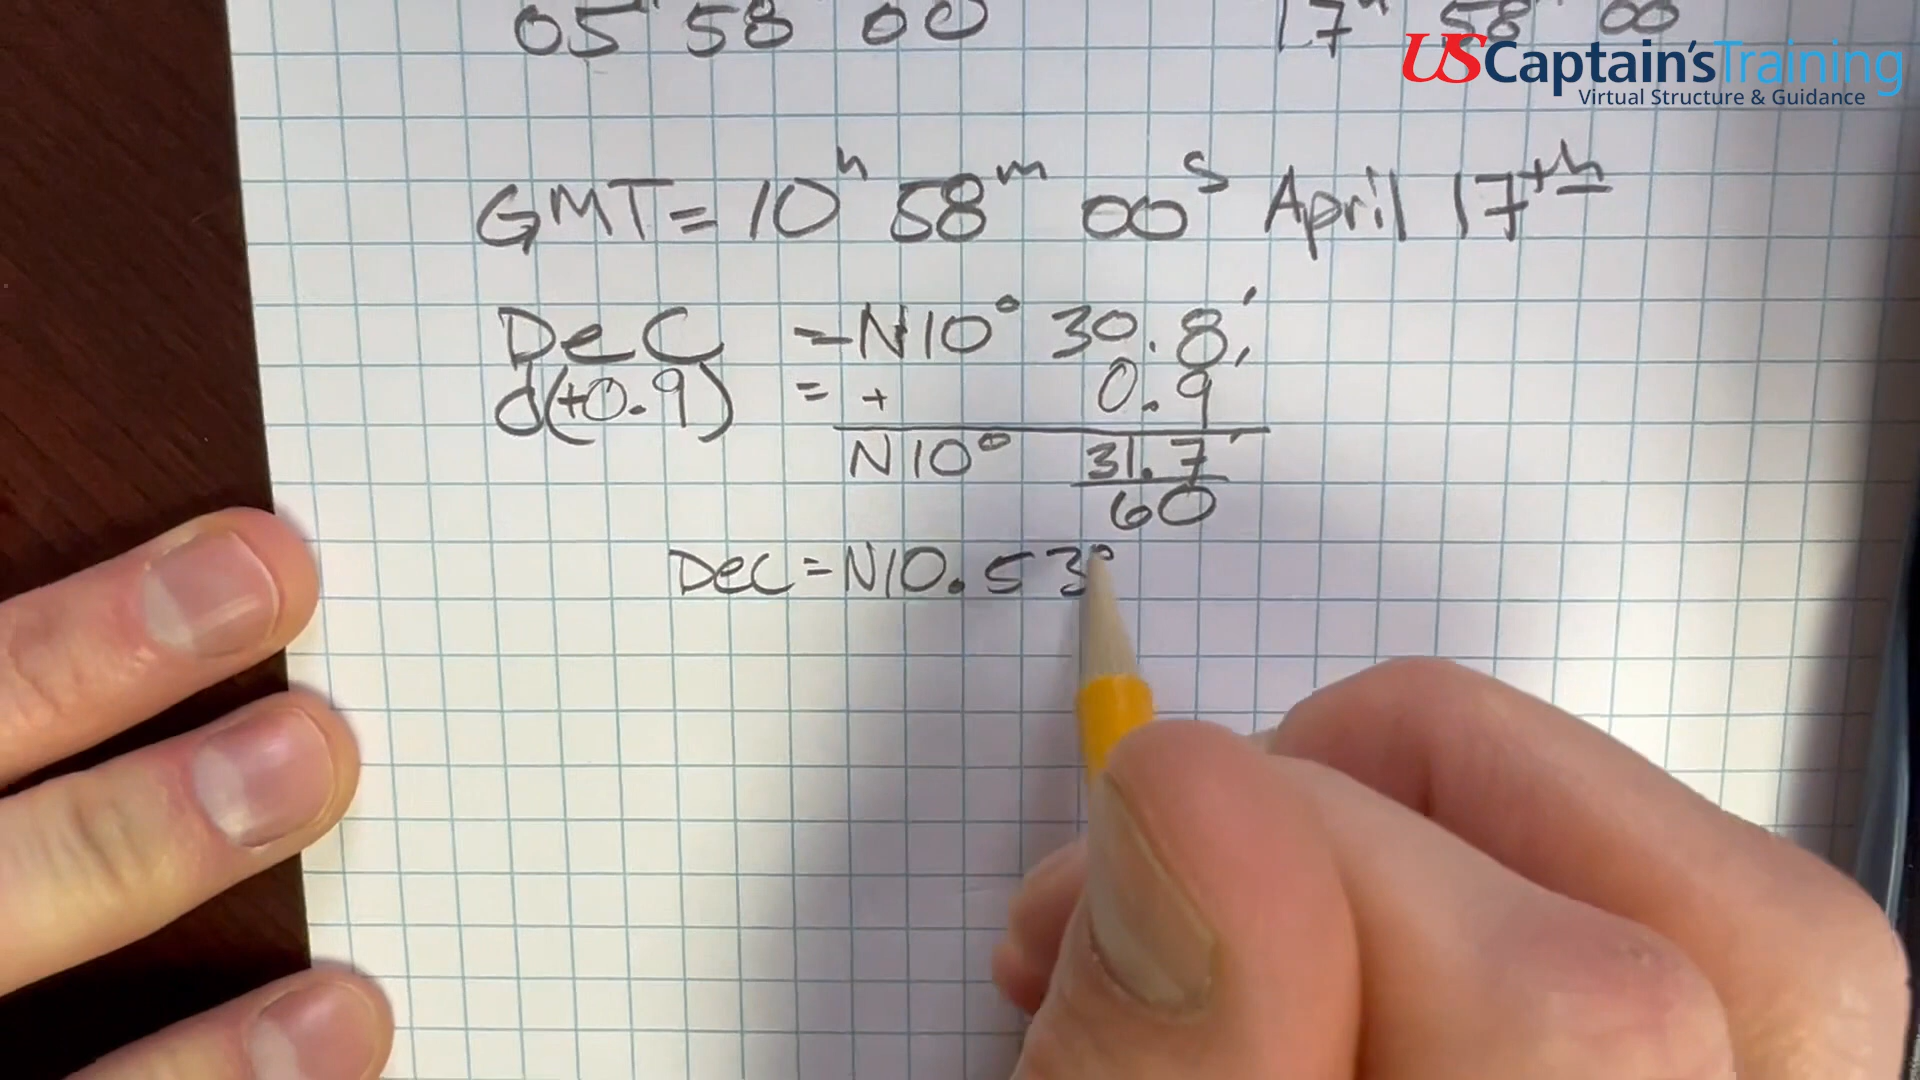 05 58 00 17h 58 00
USCaptain'sTraining
Virtual Structure & Guidance
GMT = 10h 58m 00s April 17th
Dec = N10° 30.8'
d(+0.9) = + 0.9'
N10° 31.7'
60
Dec = N10.53°